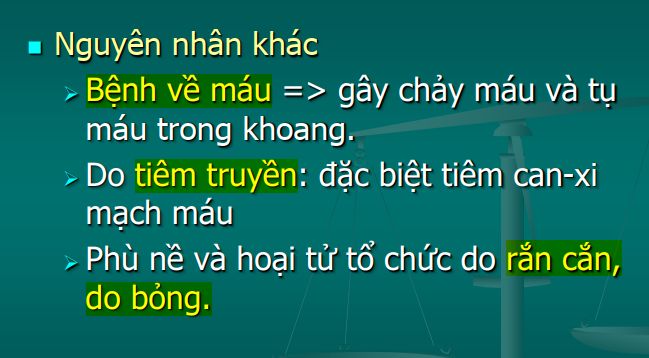 Nguyên nhân khác
Bệnh về máu => gây chảy máu và tụ
máu trong khoang.
Do tiêm truyền: đặc biệt tiêm can-xi
mạch máu
Phù nề và hoại tử tổ chức do rắn cắn,
do bỏng.